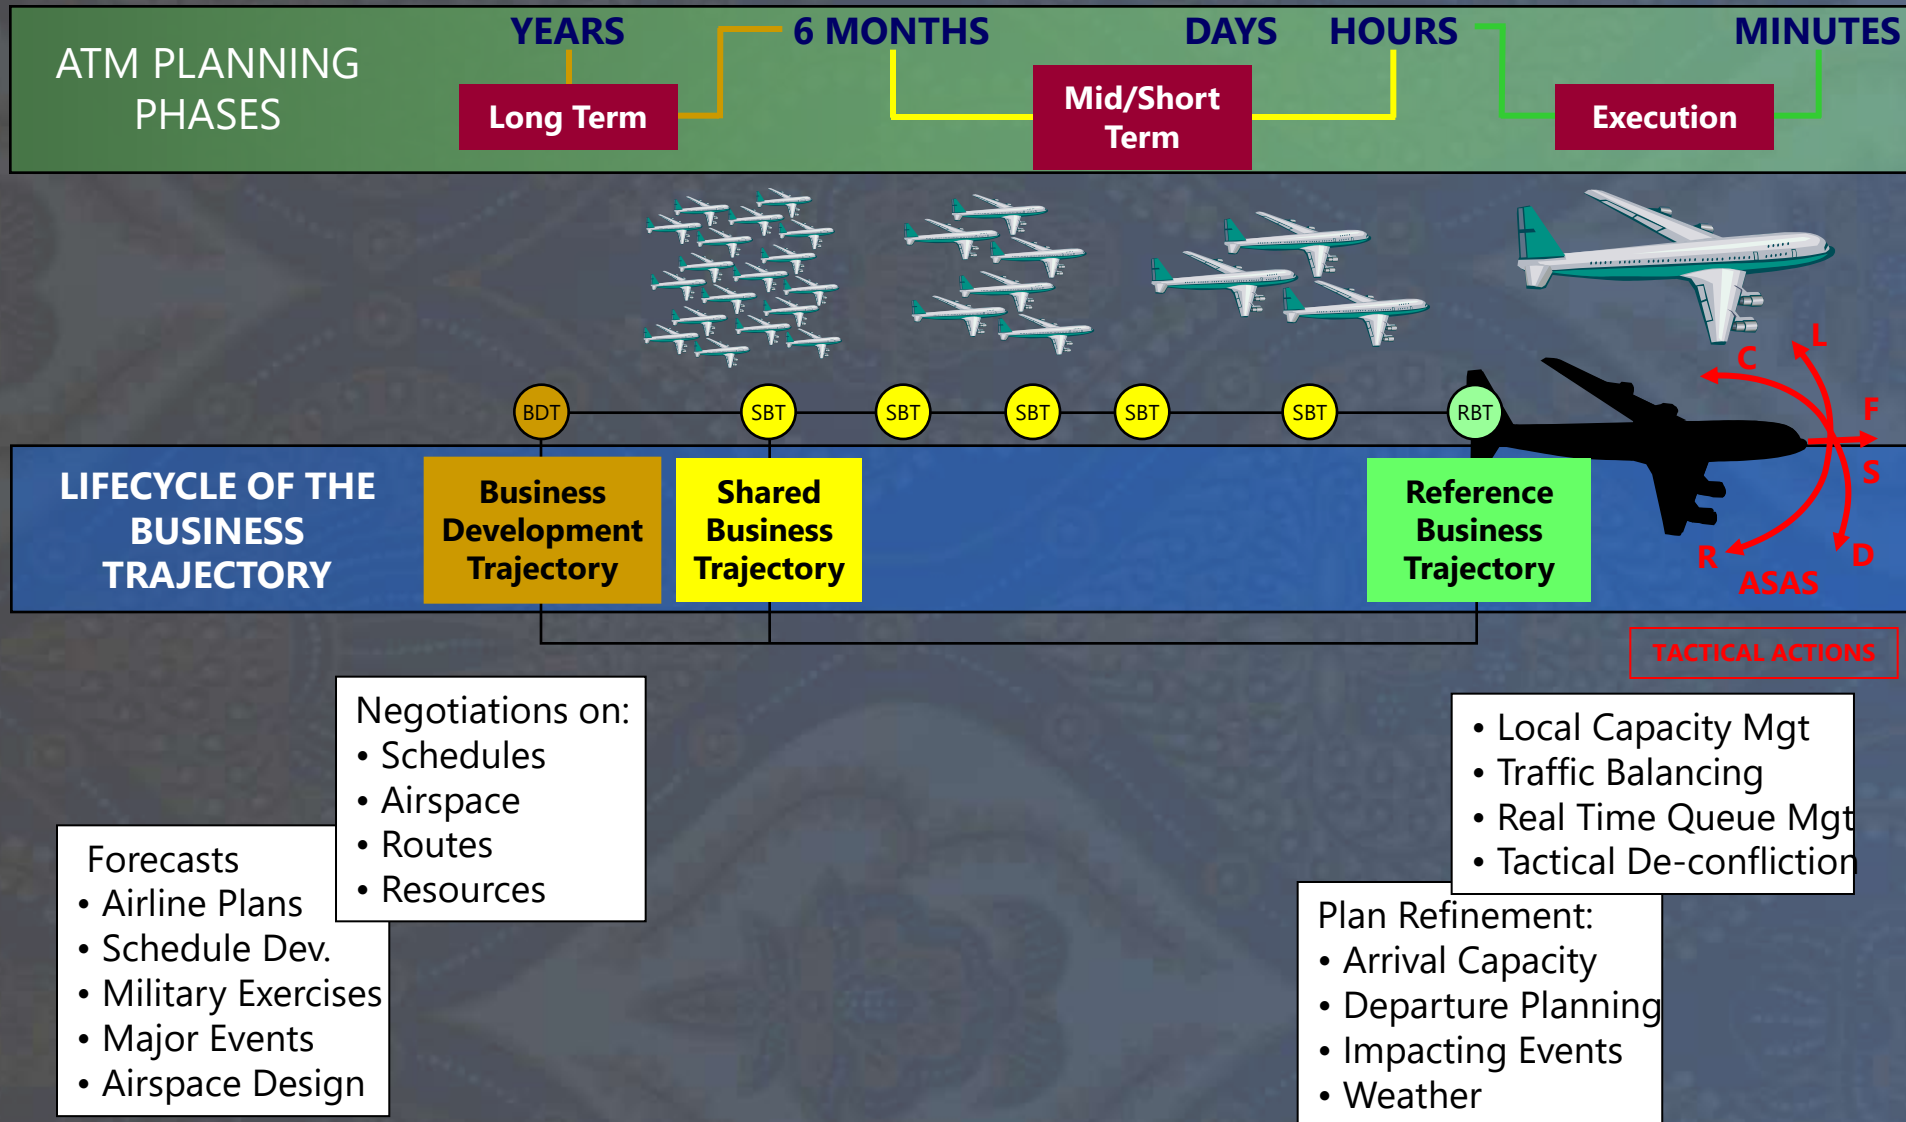 ATM PLANNING
PHASES
YEARS
6 MONTHS
DAYS
HOURS
MINUTES
Long Term
Mid/Short
Term
Execution
BDT
SBT
SBT
SBT
SBT
SBT
RBT
C
L
F
S
R
D
ASAS
LIFECYCLE OF THE
BUSINESS
TRAJECTORY
Business
Development
Trajectory
Shared
Business
Trajectory
Reference
Business
Trajectory
TACTICAL ACTIONS
Negotiations on:
• Schedules
• Airspace
• Routes
• Resources
Forecasts
• Airline Plans
• Schedule Dev.
• Military Exercises
• Major Events
• Airspace Design
• Local Capacity Mgt
• Traffic Balancing
• Real Time Queue Mgt
• Tactical De-confliction
Plan Refinement:
• Arrival Capacity
• Departure Planning
• Impacting Events
• Weather